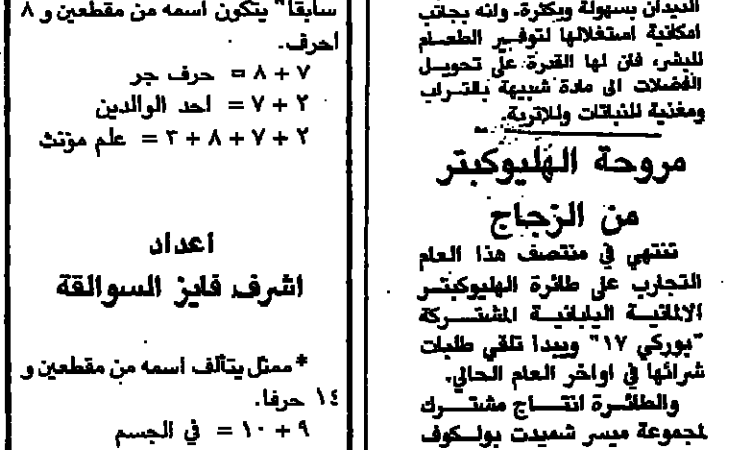 الديدان بسهولة وبكثرة. وانه بجانب
امكانية استغلالها لتوفير الطعام
للبشر، فان لها القدرة على تحويل
الفضلات الى مادة شبيهة بالتراب
ومغذية للنباتات وللاتربة.
مروحة الهليوكبتر
من الزجاج
تنتهي في منتصف هذا العام
التجارب على طائرة الهليوكبتر
الالمانية اليابانية المشتركة
"بوركي ١٧" ويبدا تلقي طلبات
شرائها في اواخر العام الحالي.
والطائرة انتاج مشترك
لمجموعة ميسر شميدت بولكوف
سابقا" يتكون اسمه من مقطعين و ٨
احرف.
٧ + ٨ = حرف جر
٢ + ٧ = احد الوالدين
٢ + ٧ + ٨ + ٣ = علم مؤنث
اعداد
اشرف فايز السوالقة
*ممثل يتألف اسمه من مقطعين و
١٤ حرفا.
٩ + ١٠ = في الجسم